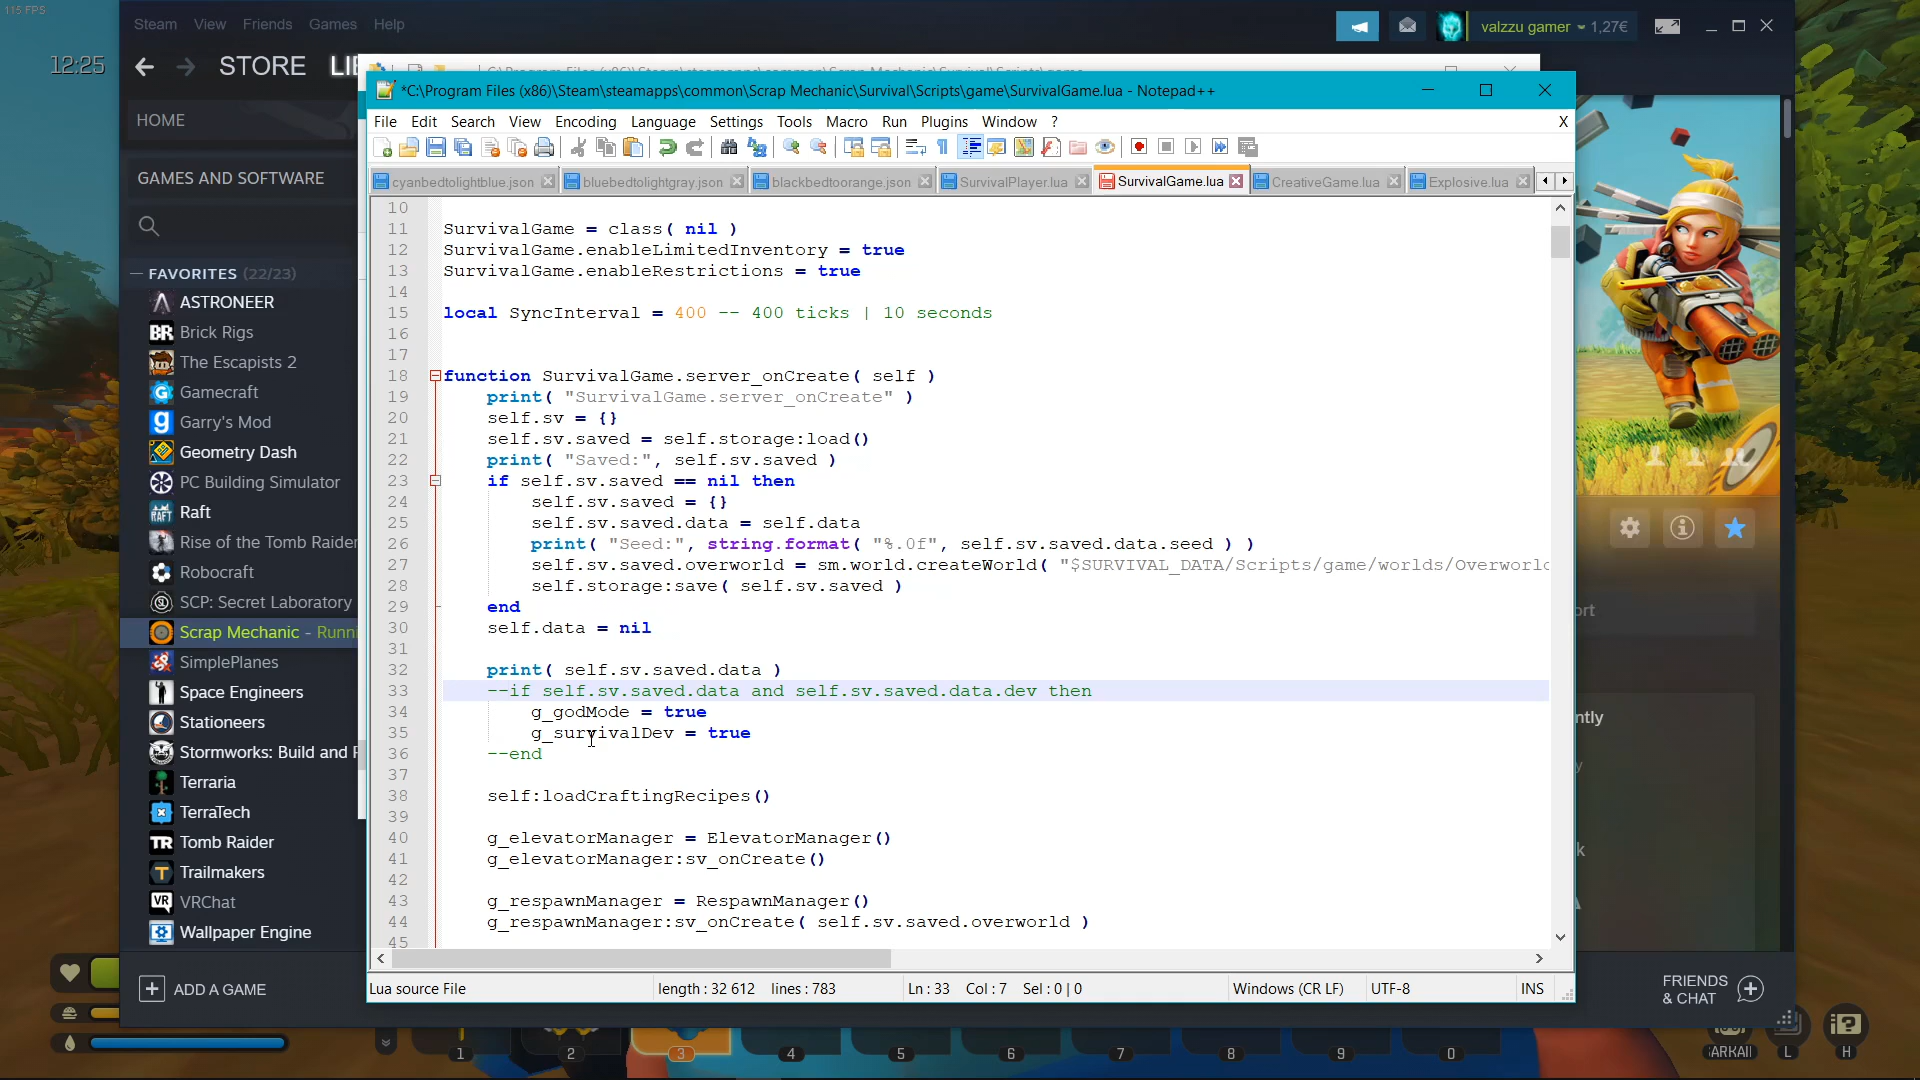 115 FPS
12:25
Steam View Friends Games Help
valzzu gamer 1,27€
STORE LIB
HOME
GAMES AND SOFTWARE
FAVORITES (22/23)
ASTRONEER
Brick Rigs
The Escapists 2
Gamecraft
Garry's Mod
Geometry Dash
PC Building Simulator
Raft
Rise of the Tomb Raider
Robocraft
SCP: Secret Laboratory
Scrap Mechanic - Runni
SimplePlanes
Space Engineers
Stationeers
Stormworks: Build and R
Terraria
TerraTech
Tomb Raider
Trailmakers
VRChat
Wallpaper Engine
ADD A GAME
C:\Program Files (x86)\Steam\steamapps\common\Scrap Mechanic\Survival\Scripts\game
*C:\Program Files (x86)\Steam\steamapps\common\Scrap Mechanic\Survival\Scripts\game\SurvivalGame.lua - Notepad++
File Edit Search View Encoding Language Settings Tools Macro Run Plugins Window ? X
cyanbedtolightblue.json bluebedtolightgray.json blackbedtoorange.json SurvivalPlayer.lua SurvivalGame.lua CreativeGame.lua Explosive.lua
10
11 SurvivalGame = class( nil )
12 SurvivalGame.enableLimitedInventory = true
13 SurvivalGame.enableRestrictions = true
14
15 local SyncInterval = 400 -- 400 ticks | 10 seconds
16
17
18 function SurvivalGame.server_onCreate( self )
19 print( "SurvivalGame.server_onCreate" )
20 self.sv = {}
21 self.sv.saved = self.storage:load()
22 print( "Saved:", self.sv.saved )
23 if self.sv.saved == nil then
24 self.sv.saved = {}
25 self.sv.saved.data = self.data
26 print( "Seed:", string.format( "%.0f", self.sv.saved.data.seed ) )
27 self.sv.saved.overworld = sm.world.createWorld( "$SURVIVAL_DATA/Scripts/game/worlds/Overworld
28 self.storage:save( self.sv.saved )
29 end
30 self.data = nil
31
32 print( self.sv.saved.data )
33 --if self.sv.saved.data and self.sv.saved.data.dev then
34 g_godMode = true
35 g_survivalDev = true
36 --end
37
38 self:loadCraftingRecipes()
39
40 g_elevatorManager = ElevatorManager()
41 g_elevatorManager:sv_onCreate()
42
43 g_respawnManager = RespawnManager()
44 g_respawnManager:sv_onCreate( self.sv.saved.overworld )
45
Lua source File length : 32 612 lines : 783 Ln : 33 Col : 7 Sel : 0 | 0 Windows (CR LF) UTF-8 INS
ort
ntly
y
k
A
FRIENDS
& CHAT
1 2 3 4 5 6 7 8 9 0
L H